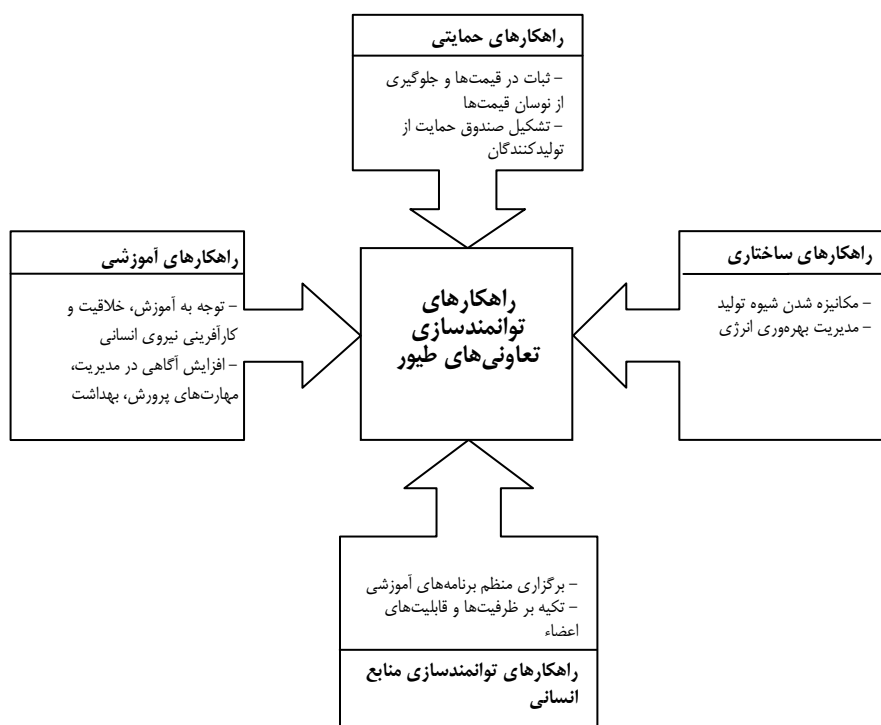 راهکارهای حمایتی
– ثبات در قیمت‌ها و جلوگیری
از نوسان قیمت‌ها
– تشکیل صندوق حمایت از
تولیدکنندگان
راهکارهای ساختاری
– مکانیزه شدن شیوه تولید
– مدیریت بهره‌وری انرژی
راهکارهای
توانمندسازی
تعاونی‌های طیور
راهکارهای آموزشی
– توجه به آموزش، خلاقیت و
کارآفرینی نیروی انسانی
– افزایش آگاهی در مدیریت،
مهارت‌های پرورش، بهداشت
– برگزاری منظم برنامه‌های آموزشی
– تکیه بر ظرفیت‌ها و قابلیت‌های
اعضاء
راهکارهای توانمندسازی منابع
انسانی